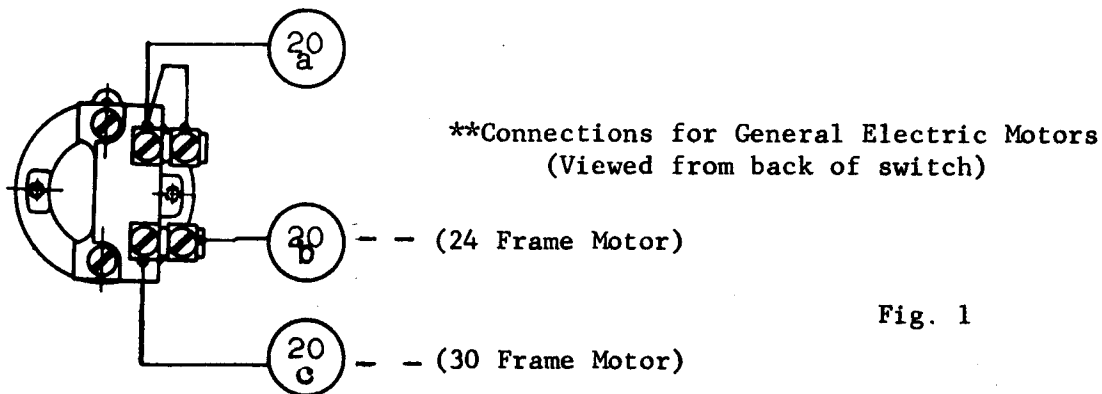 20
a
**Connections for General Electric Motors
(Viewed from back of switch)
20
b - - (24 Frame Motor)
Fig. 1
20
c - - (30 Frame Motor)